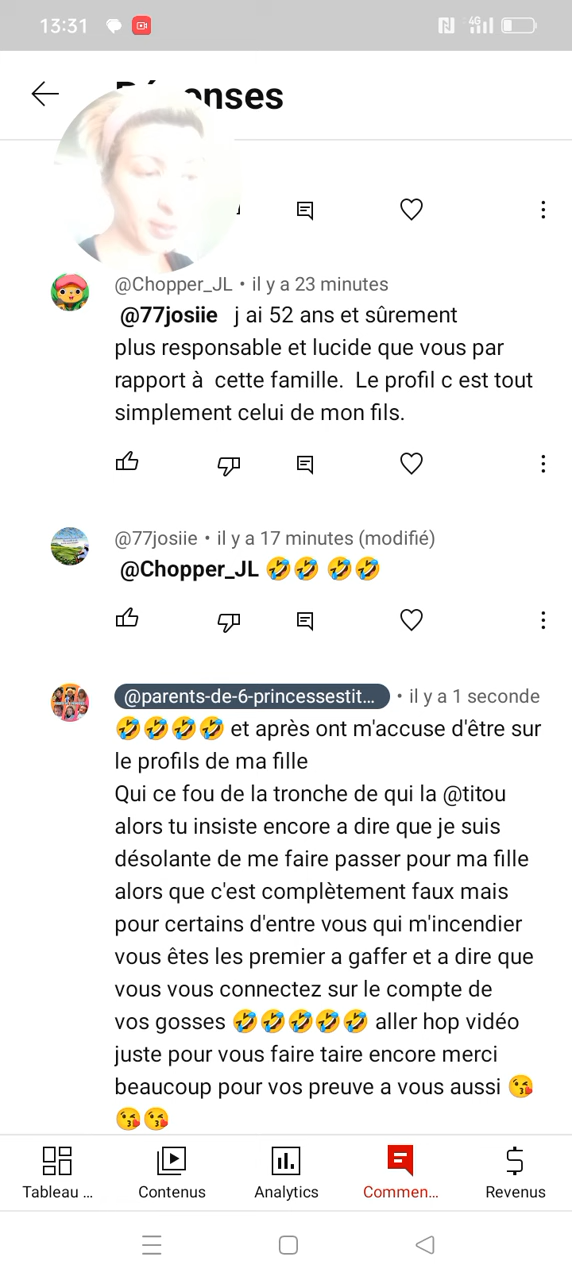 13:31
4G
@Chopper_JL • il y a 23 minutes
@77josiie j ai 52 ans et sûrement
plus responsable et lucide que vous par
rapport à cette famille. Le profil c est tout
simplement celui de mon fils.
@77josiie • il y a 17 minutes (modifié)
@Chopper_JL 🤣🤣 🤣🤣
@parents-de-6-princessestit... • il y a 1 seconde
🤣🤣🤣🤣 et après ont m'accuse d'être sur
le profils de ma fille
Qui ce fou de la tronche de qui la @titou
alors tu insiste encore a dire que je suis
désolante de me faire passer pour ma fille
alors que c'est complètement faux mais
pour certains d'entre vous qui m'incendier
vous êtes les premier a gaffer et a dire que
vous vous connectez sur le compte de
vos gosses 🤣🤣🤣🤣🤣 aller hop vidéo
juste pour vous faire taire encore merci
beaucoup pour vos preuve a vous aussi 😘
😘😘
Tableau ... Contenus Analytics Commen... Revenus